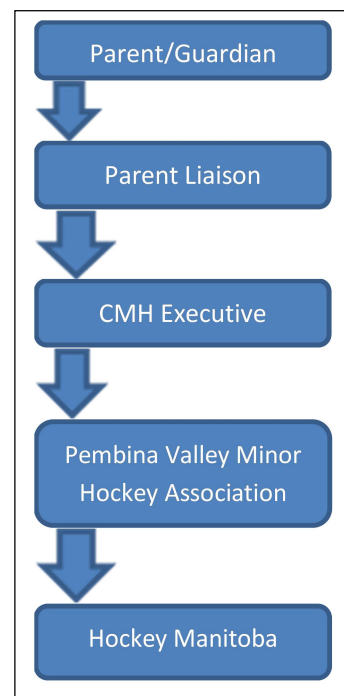 Parent/Guardian
Parent Liaison
CMH Executive
Pembina Valley Minor
Hockey Association
Hockey Manitoba